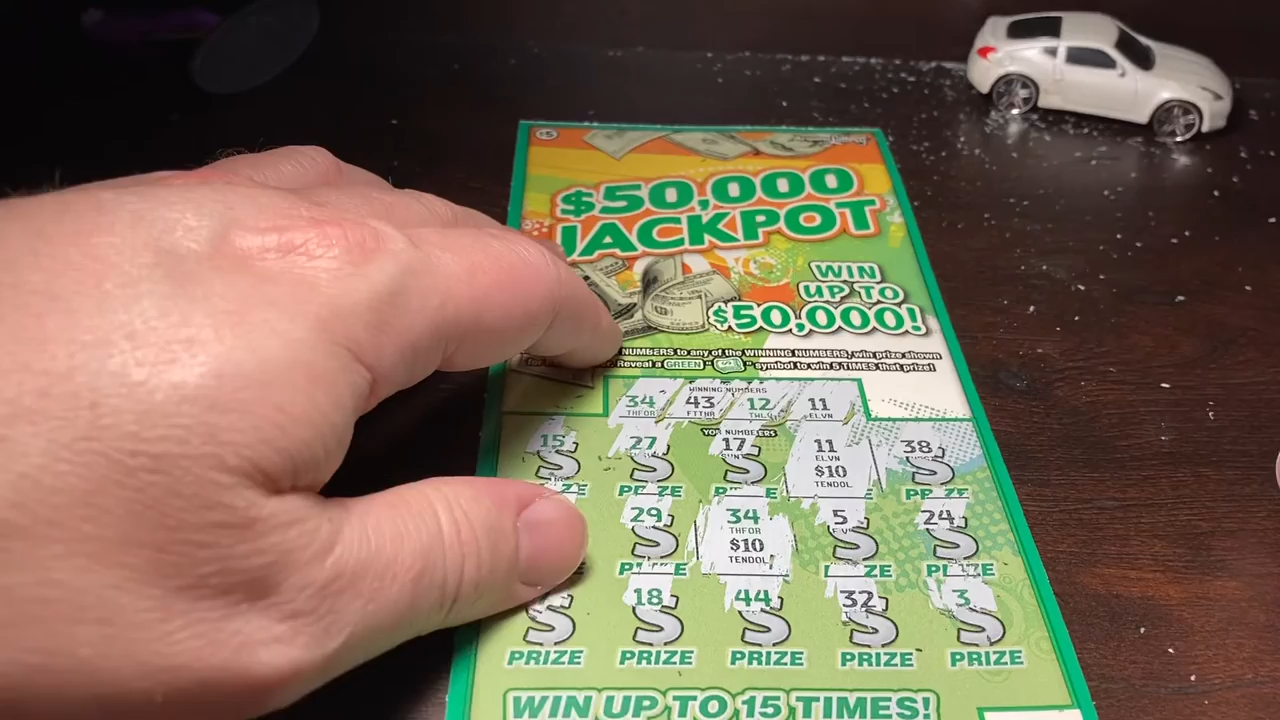 $5
$50,000
JACKPOT
WIN
UP TO
$50,000!
NUMBERS to any of the WINNING NUMBERS, win prize shown
Reveal a GREEN " " symbol to win 5 TIMES that prize!
WINNING NUMBERS
34 43 12 11
THFOR FTTHR TWLV ELVN
YOUR NUMBERS
15 27 17 11 38
ELVN
$10
TENDOL
PRIZE PRIZE PRIZE
29 34 5 24
THFOR
$10
TENDOL
PRIZE PRIZE PRIZE
18 44 32 3
PRIZE PRIZE PRIZE PRIZE PRIZE
WIN UP TO 15 TIMES!